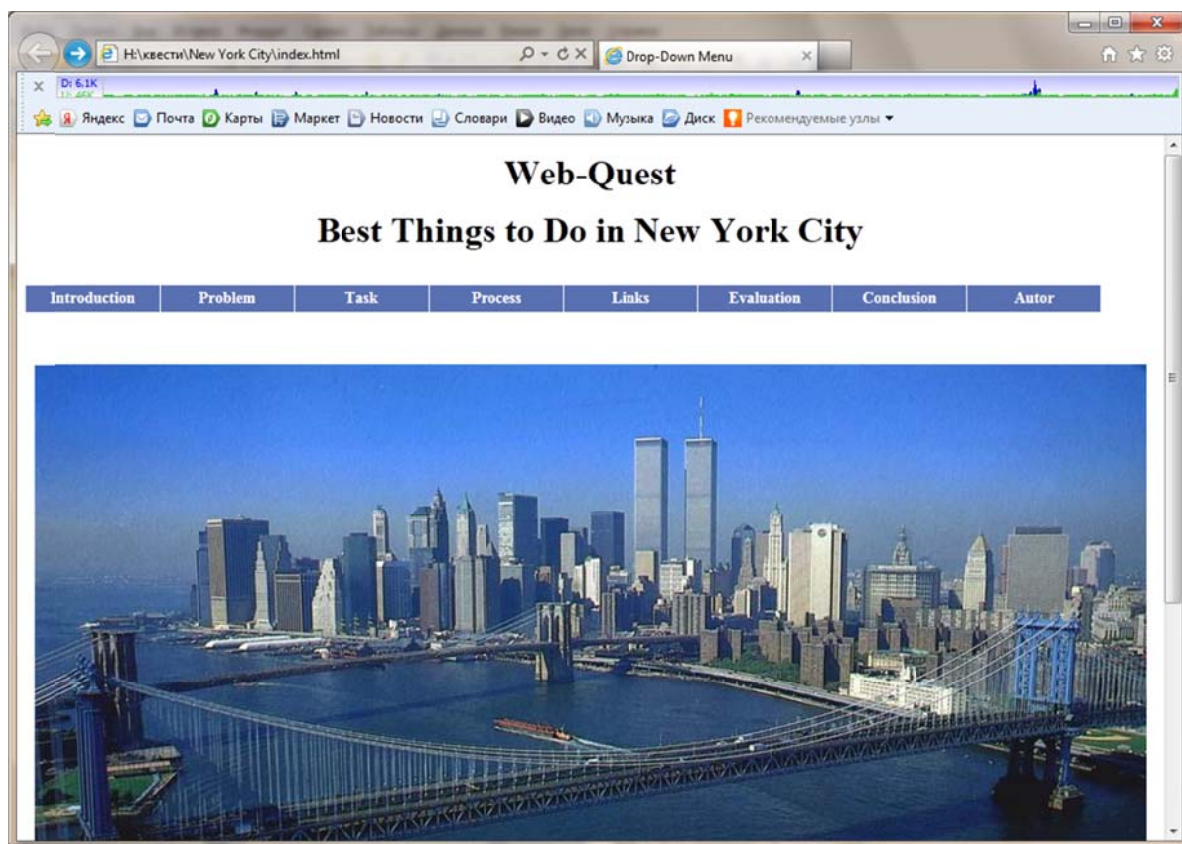 H:\квести\New York City\index.html
Drop-Down Menu
D: 6.1K
Яндекс Почта Карты Маркет Новости Словари Видео Музыка Диск Рекомендуемые узлы
Web-Quest
Best Things to Do in New York City
Introduction Problem Task Process Links Evaluation Conclusion Autor